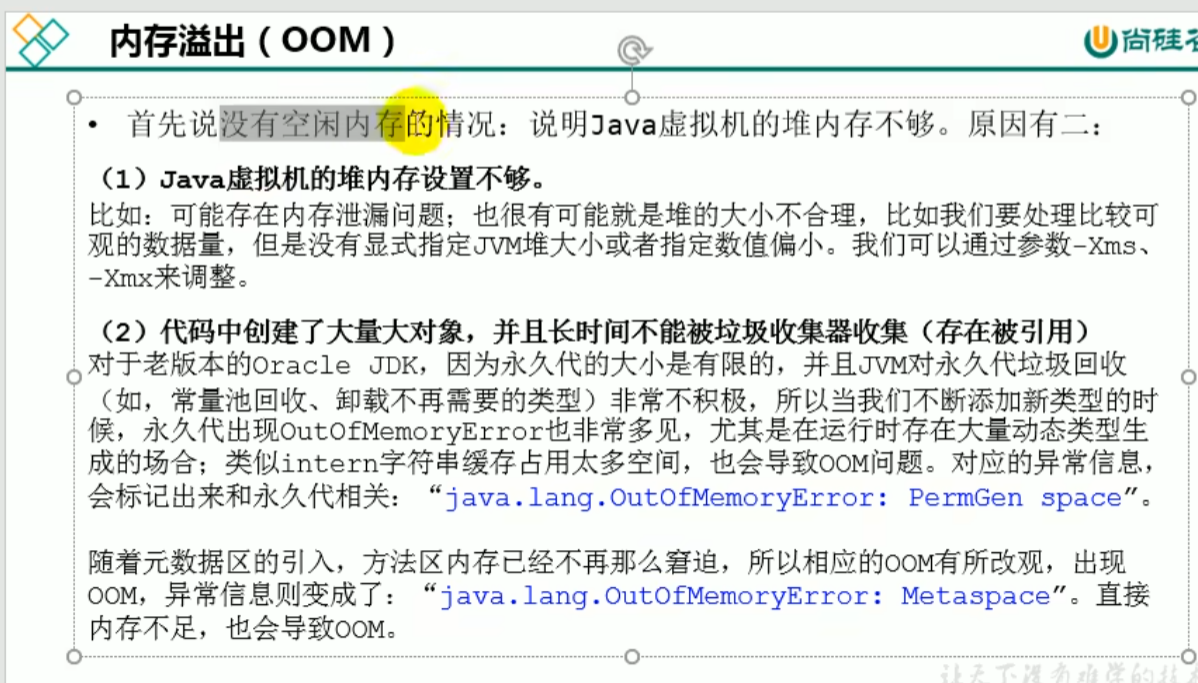 内存溢出（OOM）
尚硅谷
• 首先说没有空闲内存的情况：说明Java虚拟机的堆内存不够。原因有二：
（1）Java虚拟机的堆内存设置不够。
比如：可能存在内存泄漏问题；也很有可能就是堆的大小不合理，比如我们要处理比较可
观的数据量，但是没有显式指定JVM堆大小或者指定数值偏小。我们可以通过参数-Xms、
-Xmx来调整。
（2）代码中创建了大量大对象，并且长时间不能被垃圾收集器收集（存在被引用）
对于老版本的Oracle JDK，因为永久代的大小是有限的，并且JVM对永久代垃圾回收
（如，常量池回收、卸载不再需要的类型）非常不积极，所以当我们不断添加新类型的时
候，永久代出现OutOfMemoryError也非常多见，尤其是在运行时存在大量动态类型生
成的场合；类似intern字符串缓存占用太多空间，也会导致OOM问题。对应的异常信息，
会标记出来和永久代相关：“java.lang.OutOfMemoryError: PermGen space”。
随着元数据区的引入，方法区内存已经不再那么窘迫，所以相应的OOM有所改观，出现
OOM，异常信息则变成了：“java.lang.OutOfMemoryError: Metaspace”。直接
内存不足，也会导致OOM。
让天下没有难学的技